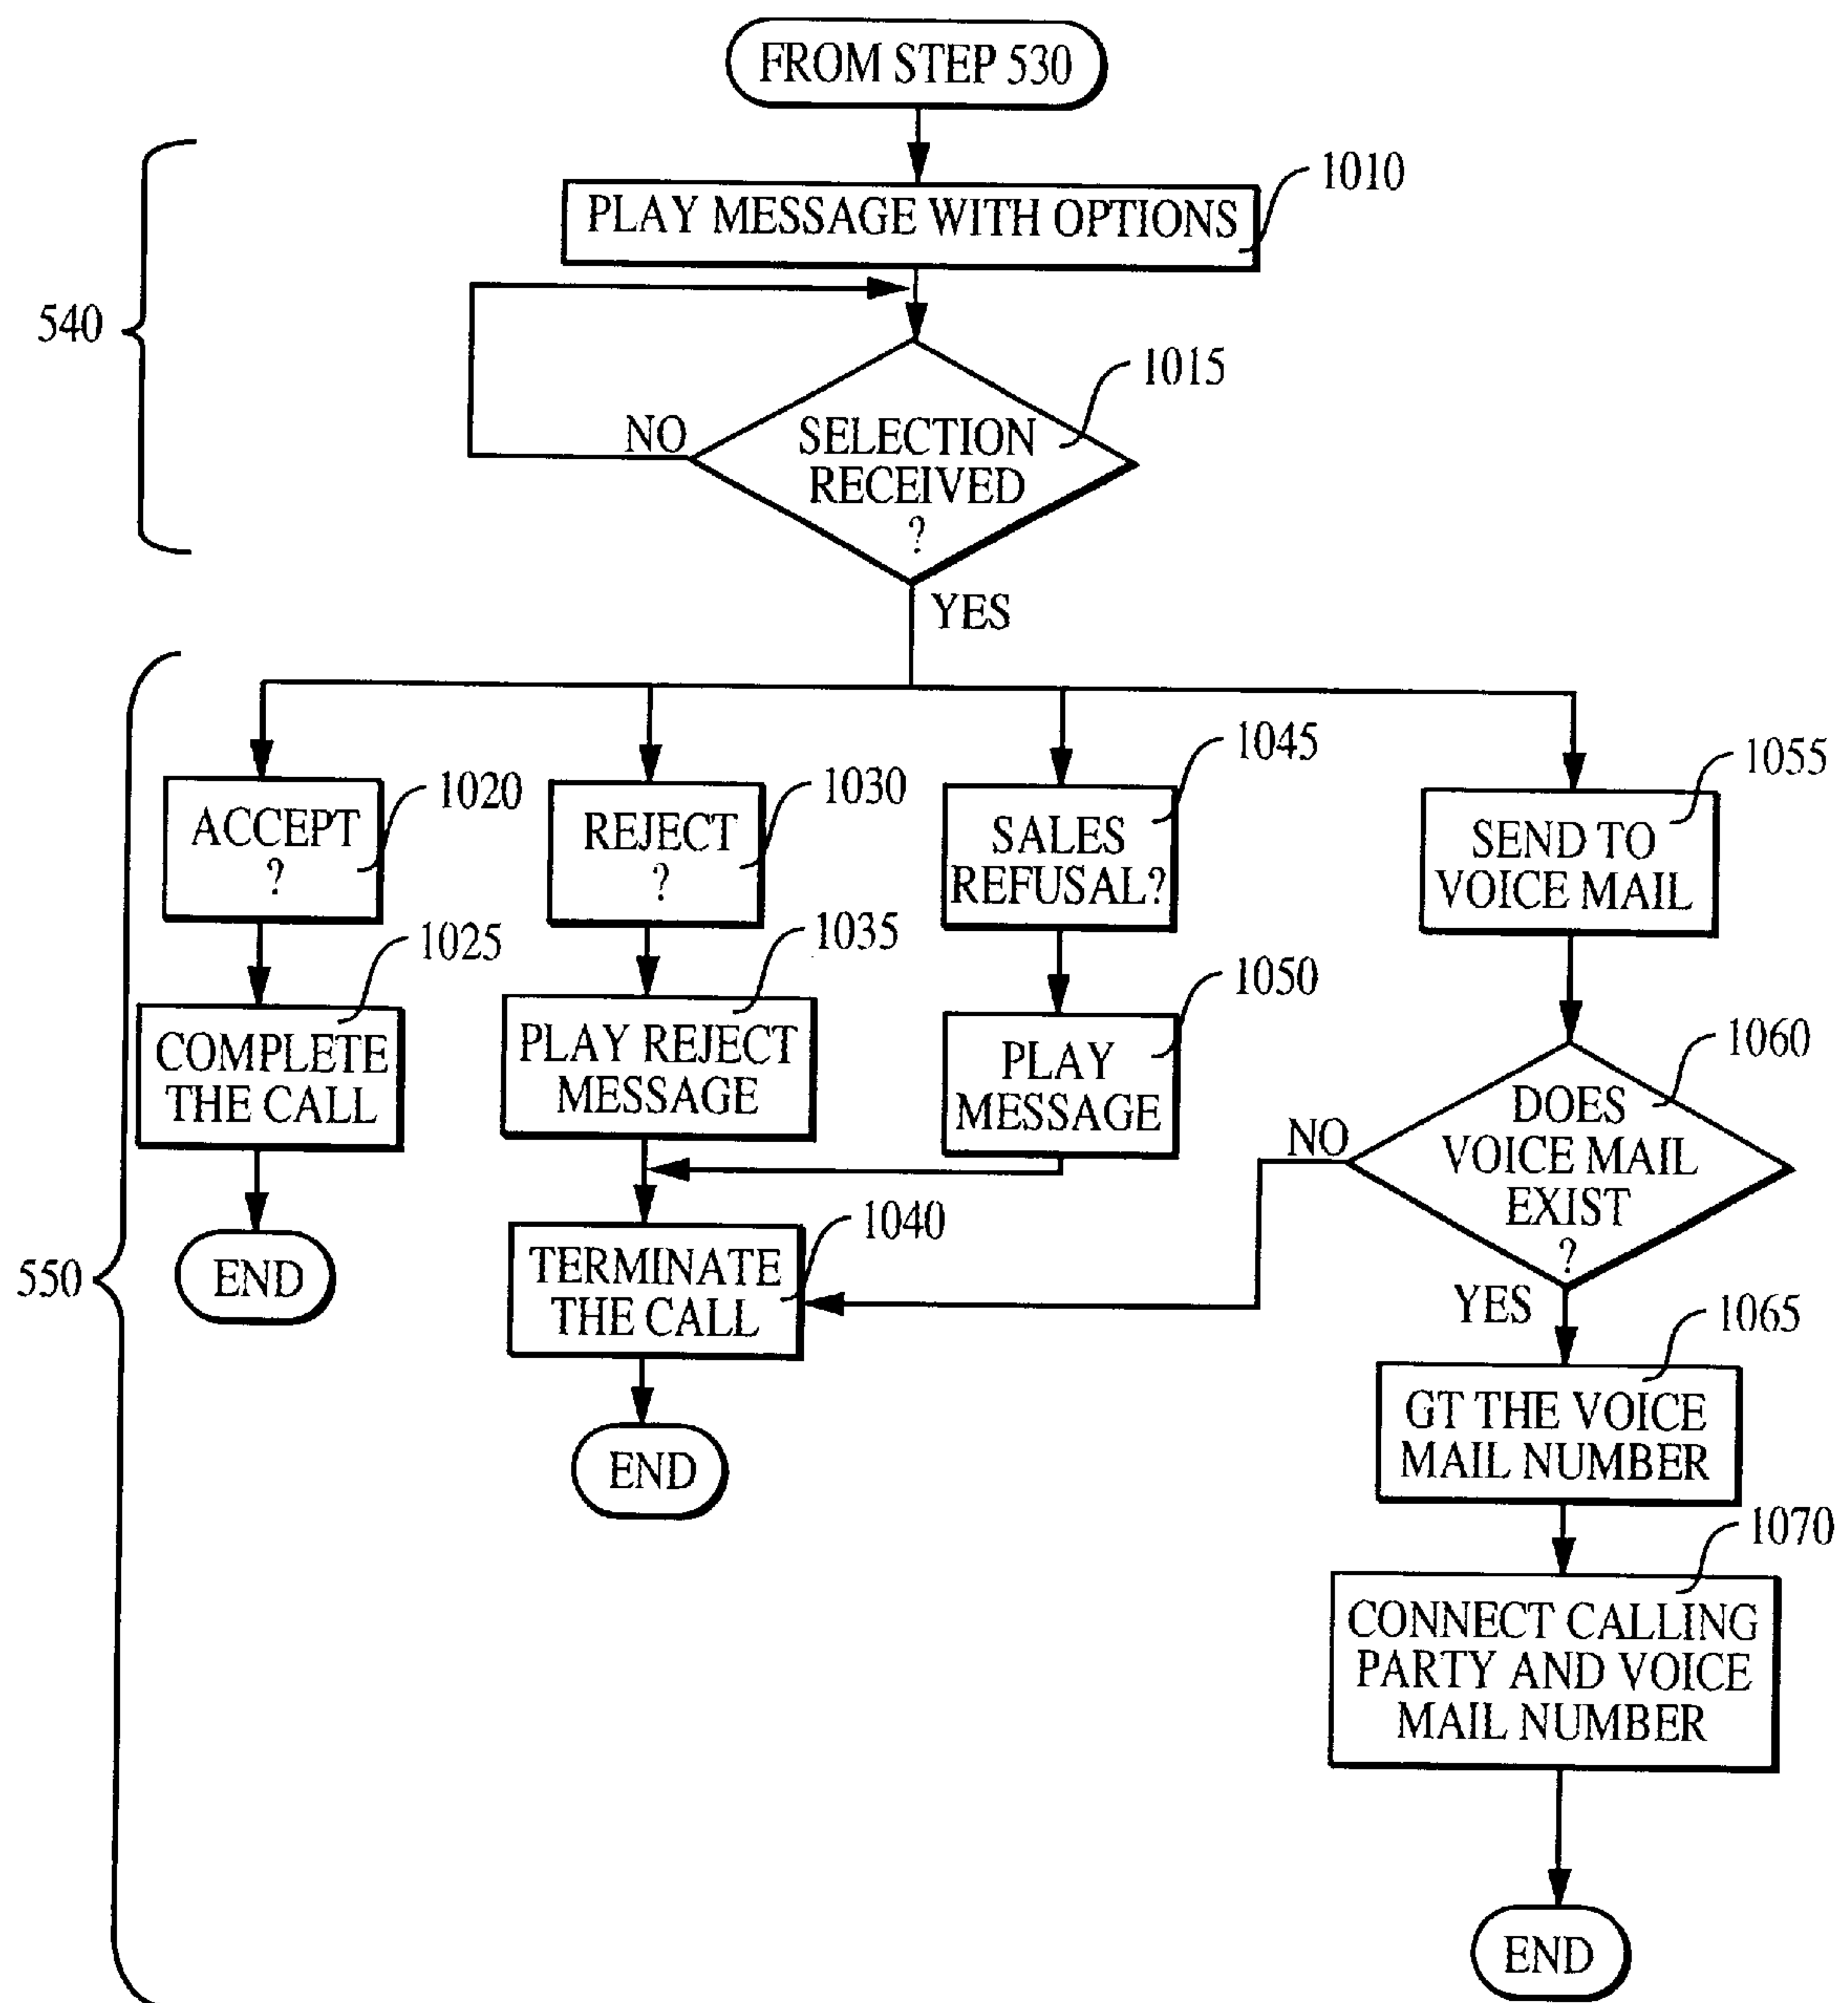 FROM STEP 530
1010
PLAY MESSAGE WITH OPTIONS
540
1015
NO
SELECTION
RECEIVED
?
YES
550
1020
ACCEPT
?
1025
COMPLETE
THE CALL
END
1030
REJECT
?
1035
PLAY REJECT
MESSAGE
1040
TERMINATE
THE CALL
END
1045
SALES
REFUSAL?
1050
PLAY
MESSAGE
1055
SEND TO
VOICE MAIL
1060
NO
DOES
VOICE MAIL
EXIST
?
YES
1065
GT THE VOICE
MAIL NUMBER
1070
CONNECT CALLING
PARTY AND VOICE
MAIL NUMBER
END